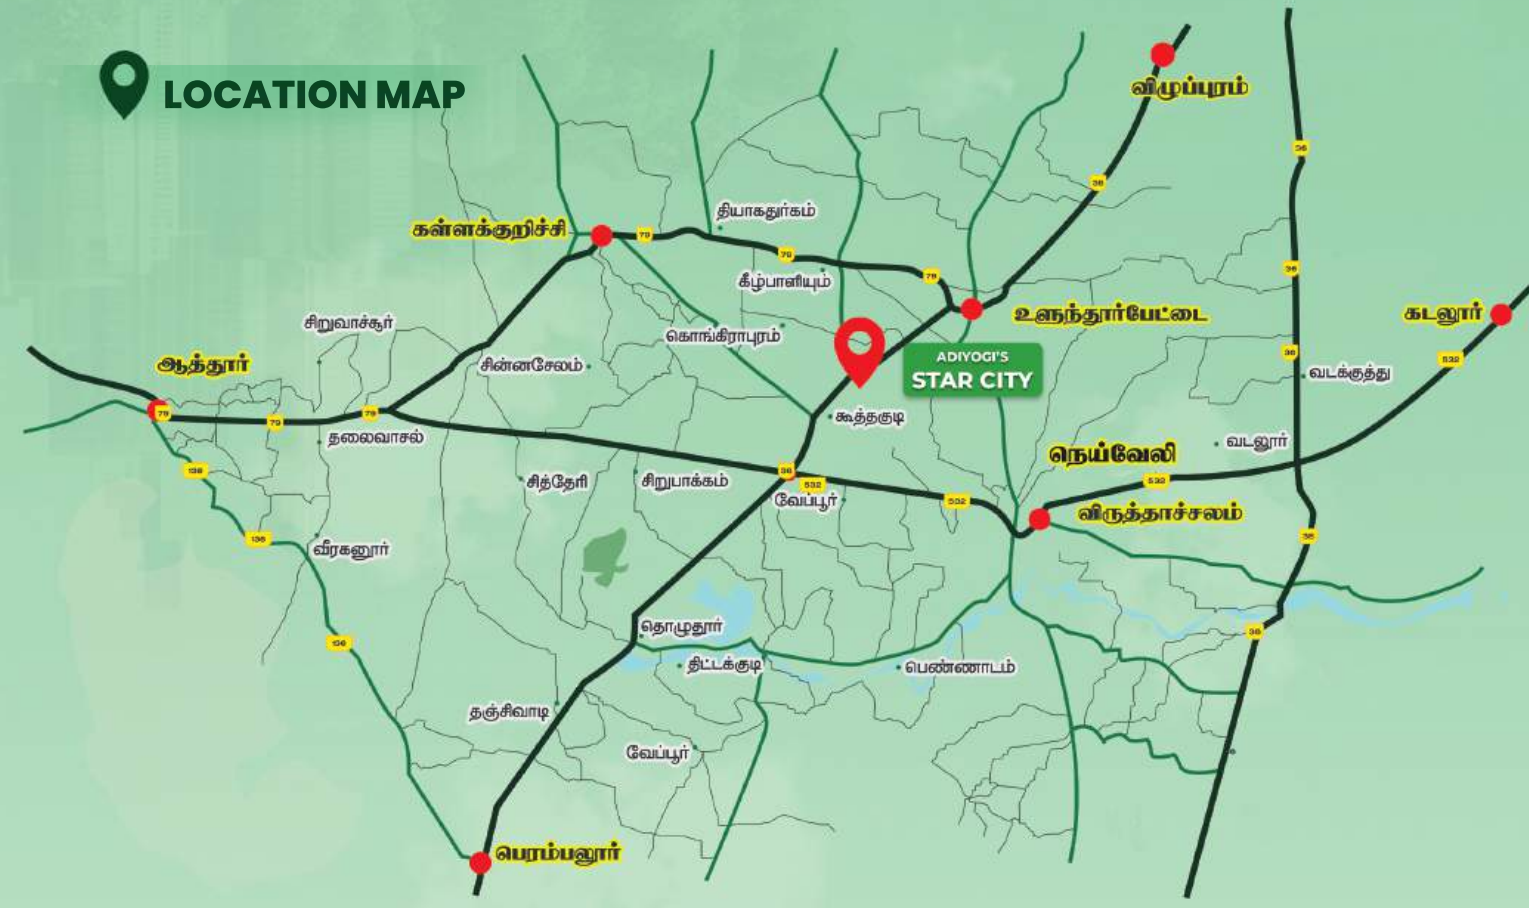 LOCATION MAP
விழுப்புரம்
36
38
தியாகதுர்கம்
கள்ளக்குறிச்சி
79
79
36
கீழ்பாளியும்
79
உளுந்தூர்பேட்டை
கடலூர்
சிறுவாச்சூர்
கொங்கிராபுரம்
ADIYOGI'S
STAR CITY
36
532
ஆத்தூர்
சின்னசேலம்
வடக்குத்து
79
79
79
கூத்தகுடி
தலைவாசல்
வடலூர்
நெய்வேலி
136
சித்தேரி
சிறுபாக்கம்
36
532
532
வேப்பூர்
532
விருத்தாச்சலம்
136
வீரகனூர்
36
தொழுதூர்
36
136
திட்டக்குடி
பெண்ணாடம்
தஞ்சிவாடி
வேப்பூர்
பெரம்பலூர்